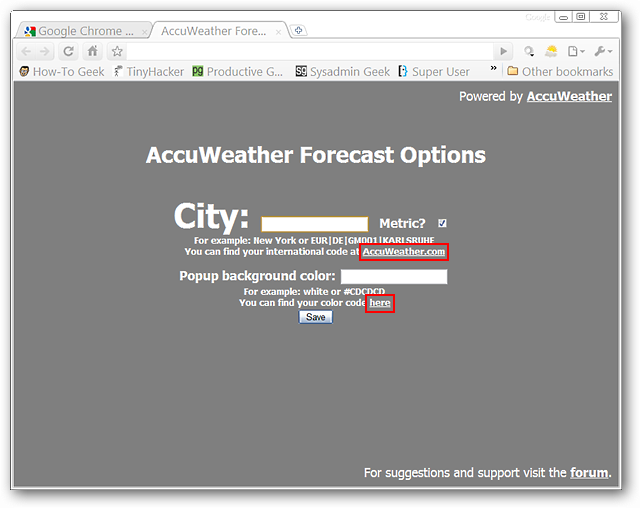 Google
Google Chrome ...
AccuWeather Fore...
How-To Geek
TinyHacker
Productive G...
Sysadmin Geek
Super User
»
Other bookmarks
Powered by AccuWeather
AccuWeather Forecast Options
City: Metric?
For example: New York or EUR|DE|GM001|KARLSRUHE
You can find your international code at AccuWeather.com
Popup background color:
For example: white or #CDCDCD
You can find your color code here
Save
For suggestions and support visit the forum.